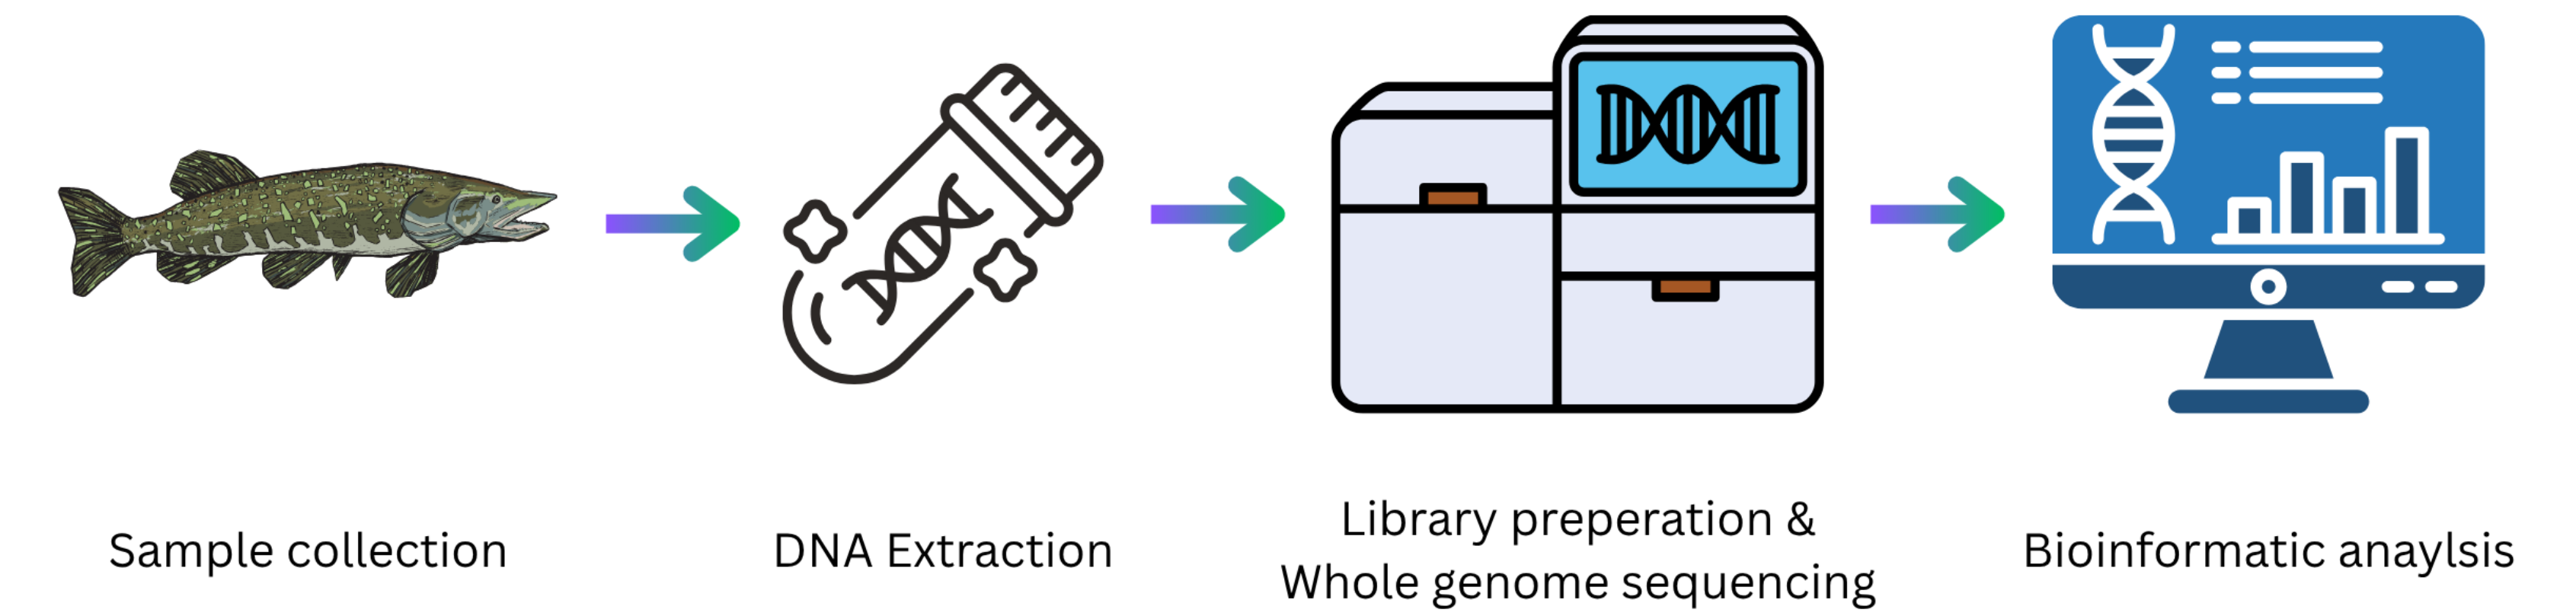 Sample collection
DNA Extraction
Library preperation &
Whole genome sequencing
Bioinformatic anaylsis